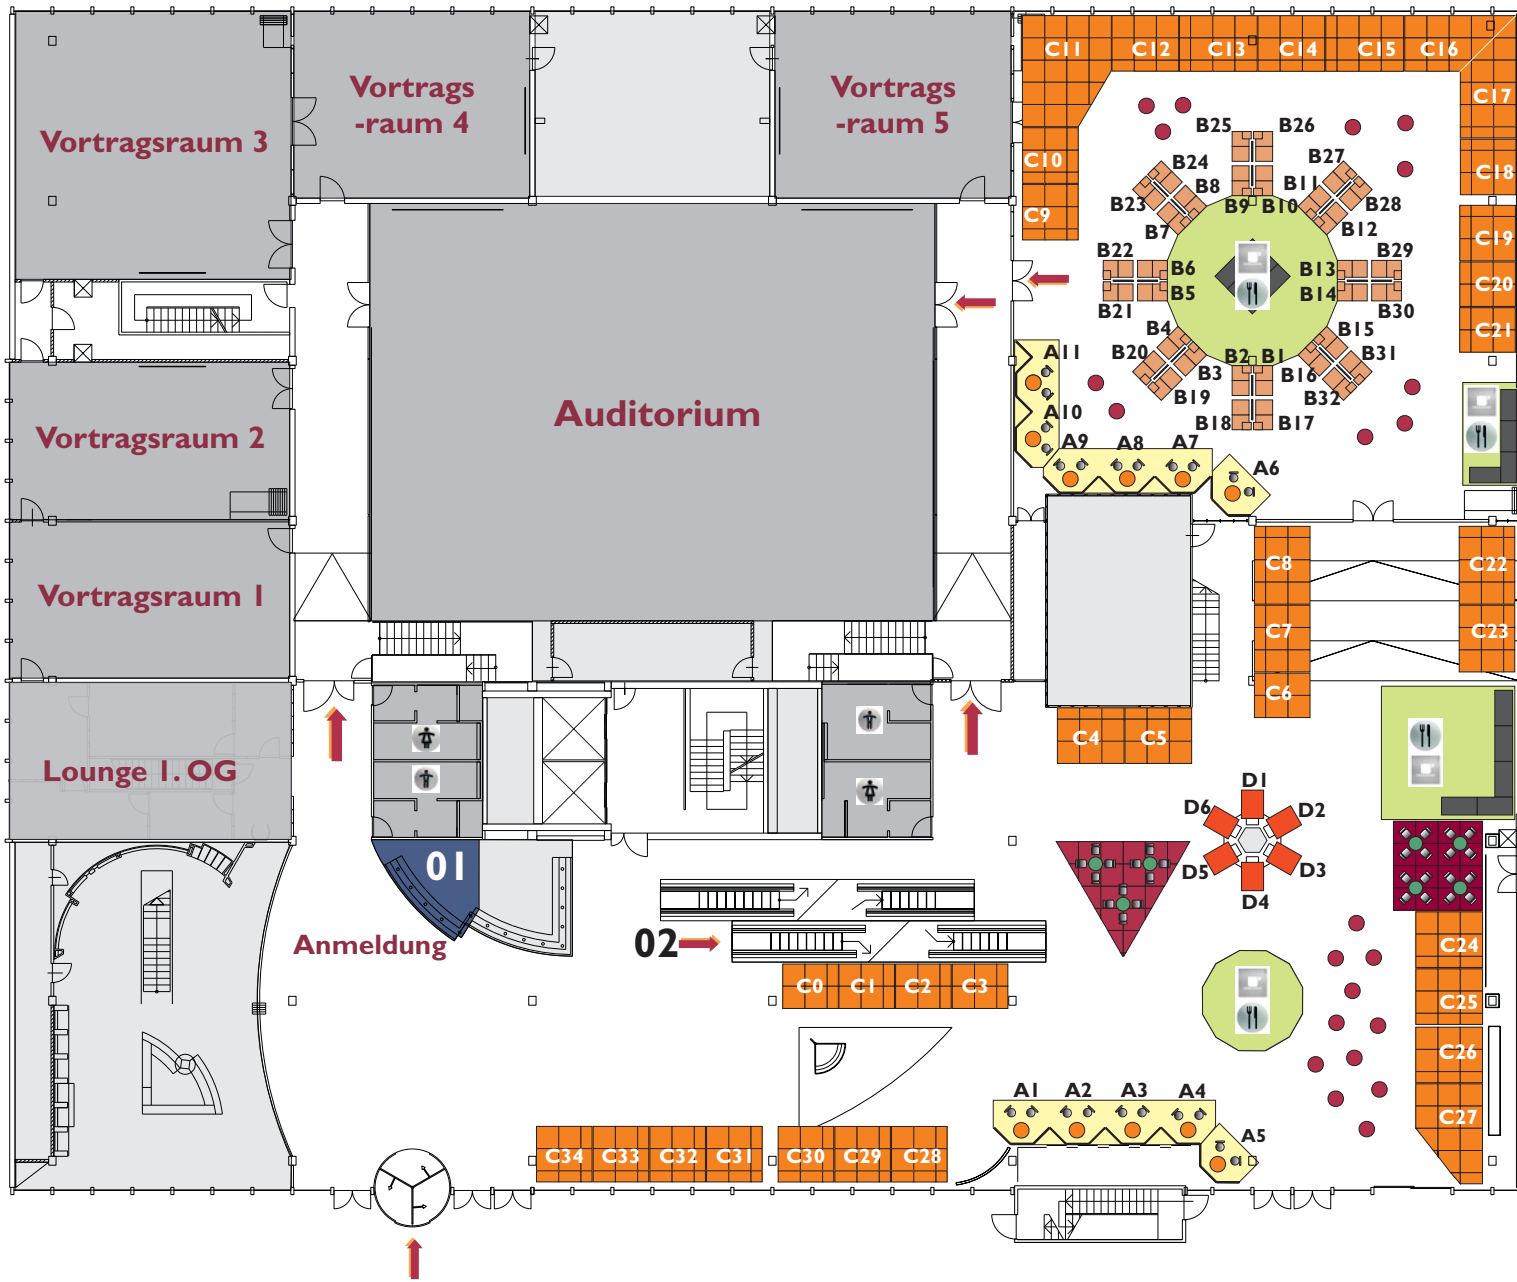 Vortragsraum 3
Vortrags
-raum 4
Vortrags
-raum 5
C11
C12
C13
C14
C15
C16
C17
C18
C10
C9
C19
C20
C21
B25
B26
B24
B8
B23
B7
B9
B10
B11
B27
B28
B12
B22
B6
B5
B21
B13
B29
B14
B30
B4
B20
B3
B19
B2
B1
B18
B17
B15
B31
B16
B32
A11
A10
A9
A8
A7
A6
Auditorium
Vortragsraum 2
Vortragsraum 1
Lounge 1. OG
C8
C7
C6
C22
C23
C4
C5
D1
D6
D2
D5
D3
D4
01
Anmeldung
02
C0
C1
C2
C3
C24
C25
C26
C27
A1
A2
A3
A4
A5
C34
C33
C32
C31
C30
C29
C28